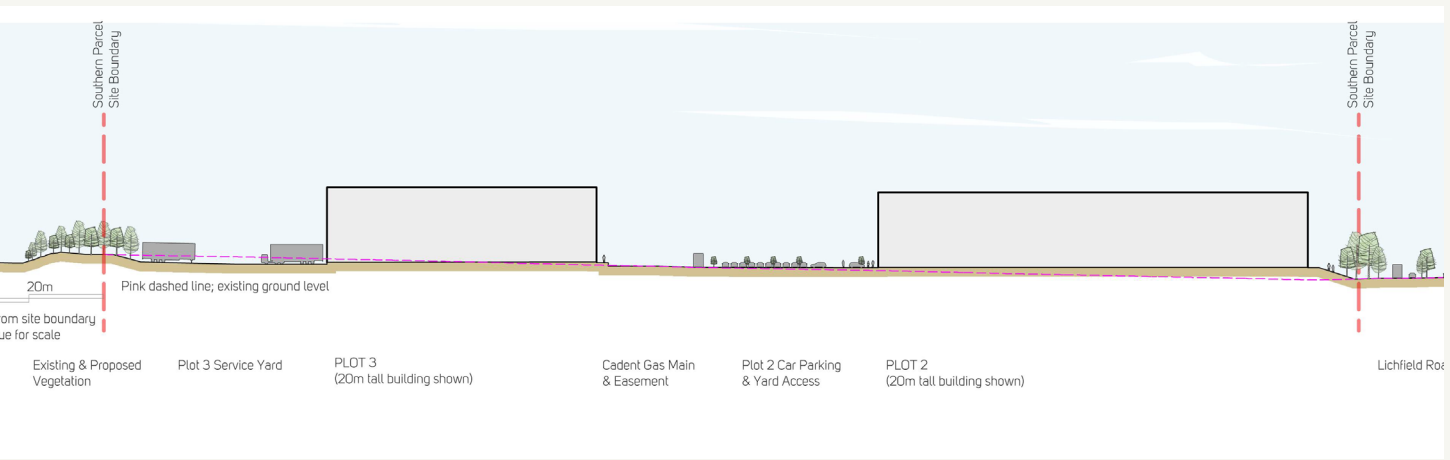 Southern Parcel
Site Boundary
Southern Parcel
Site Boundary
20m
Pink dashed line; existing ground level
om site boundary
ue for scale
Existing & Proposed
Vegetation
Plot 3 Service Yard
PLOT 3
(20m tall building shown)
Cadent Gas Main
& Easement
Plot 2 Car Parking
& Yard Access
PLOT 2
(20m tall building shown)
Lichfield Roa